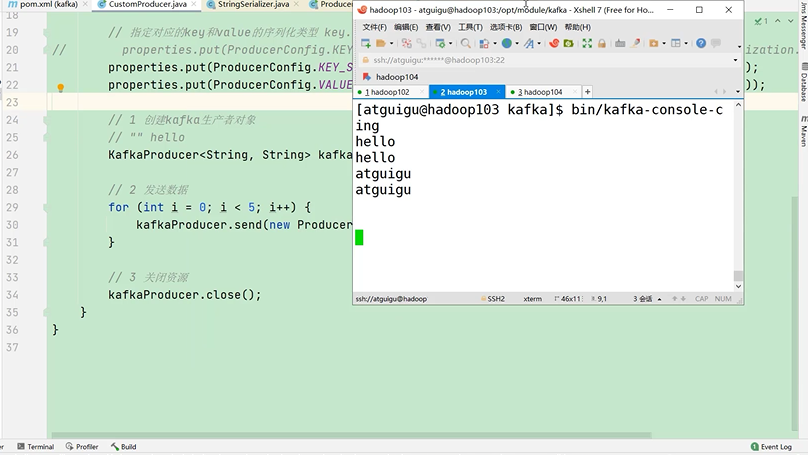 pom.xml (kafka)
CustomProducer.java
StringSerializer.java
18
19 // 指定对应的key和value的序列化类型 key.
20 // properties.put(ProducerConfig.KEY
21 properties.put(ProducerConfig.KEY_S
22 properties.put(ProducerConfig.VALUE
23
24 // 1 创建kafka生产者对象
25 // "" hello
26 KafkaProducer<String, String> kafka
27
28 // 2 发送数据
29 for (int i = 0; i < 5; i++) {
30 kafkaProducer.send(new Producer
31 }
32
33 // 3 关闭资源
34 kafkaProducer.close();
35 }
36 }
37
Terminal
Profiler
Build
1 Event Log
Jms Messenger
Database
Maven
hadoop103 - atguigu@hadoop103:/opt/module/kafka - Xshell 7 (Free for Ho...
文件(F) 编辑(E) 查看(V) 工具(T) 选项卡(B) 窗口(W) 帮助(H)
ssh://atguigu:******@hadoop103:22
hadoop104
1 hadoop102
2 hadoop103
3 hadoop104
[atguigu@hadoop103 kafka]$ bin/kafka-console-c
ing
hello
hello
atguigu
atguigu
ssh://atguigu@hadoop
SSH2
xterm
46x11
9,1
3 会话
CAP
NUM